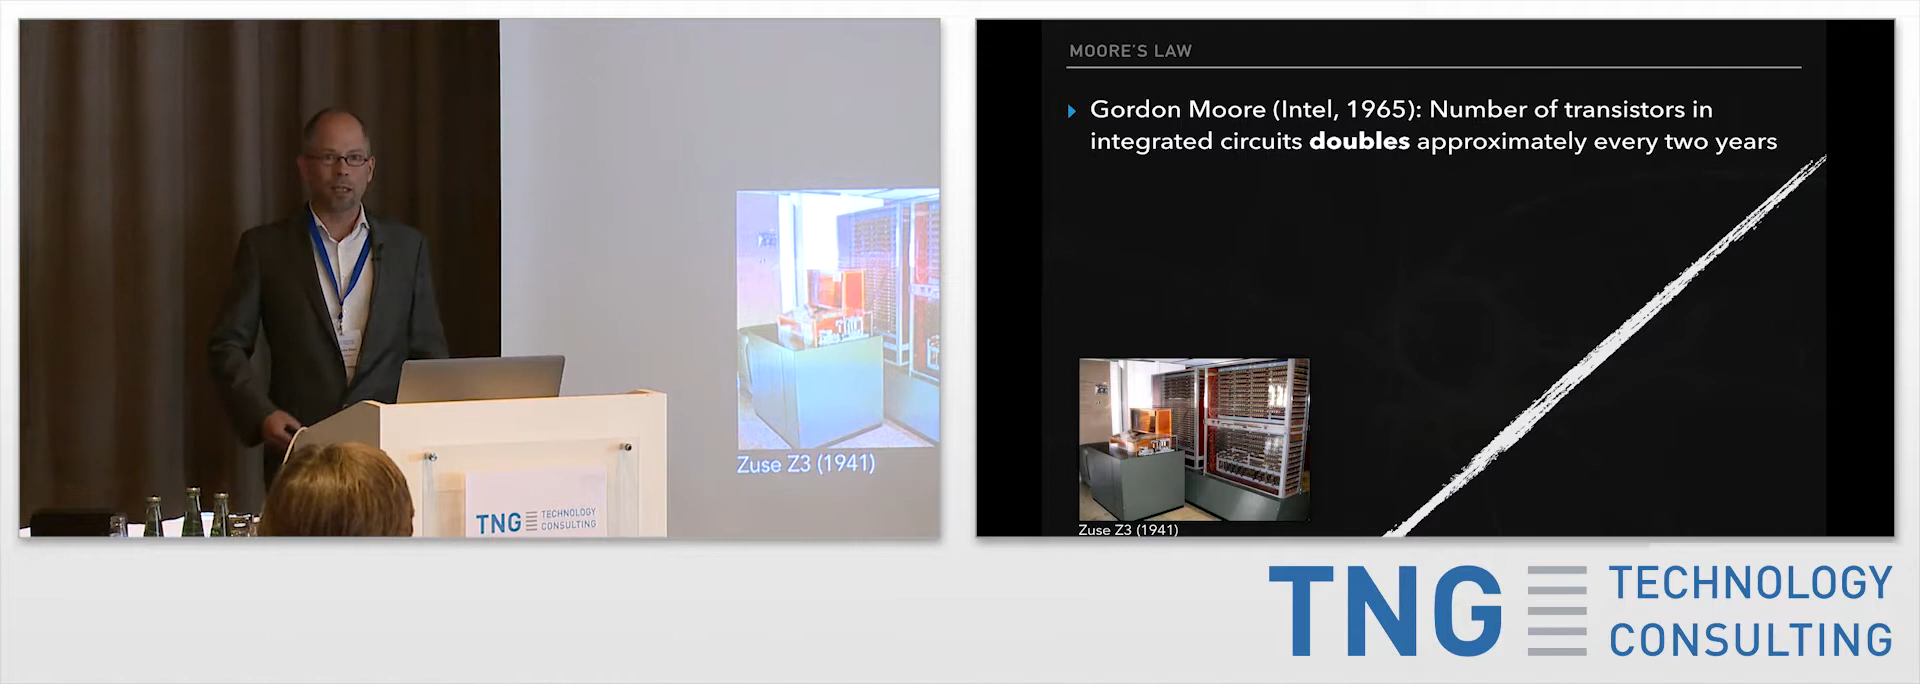 Zuse Z3 (1941)
TNG TECHNOLOGY
CONSULTING
MOORE'S LAW
Gordon Moore (Intel, 1965): Number of transistors in
integrated circuits doubles approximately every two years
Zuse Z3 (1941)
TNG TECHNOLOGY
CONSULTING